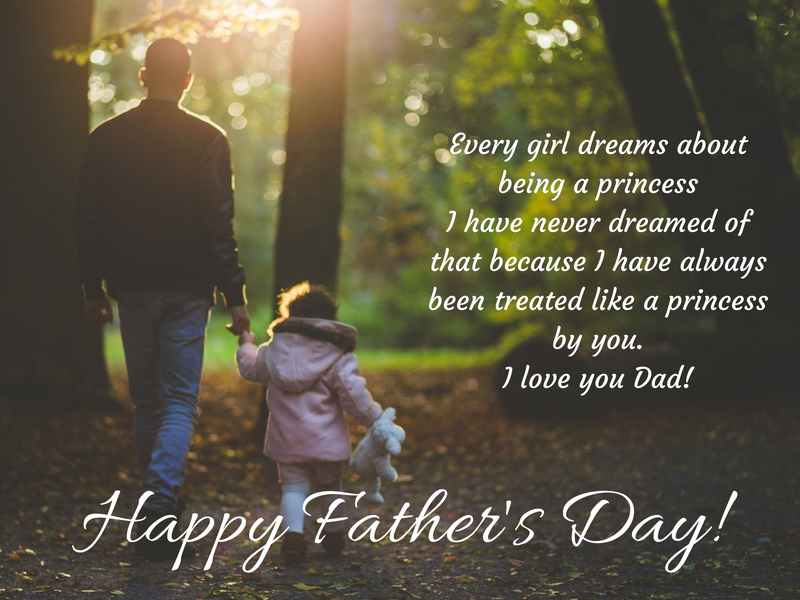 Every girl dreams about
being a princess
I have never dreamed of
that because I have always
been treated like a princess
by you.
I love you Dad!
Happy Father's Day!